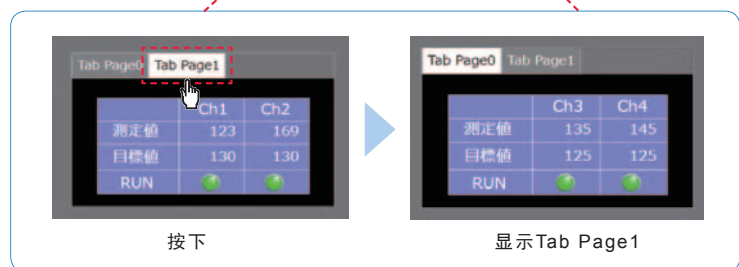 Tab Page0 Tab Page1
Ch1 Ch2
測定値 123 169
目標値 130 130
RUN
按下
Tab Page0 Tab Page1
Ch3 Ch4
測定値 135 145
目標値 125 125
RUN
显示Tab Page1